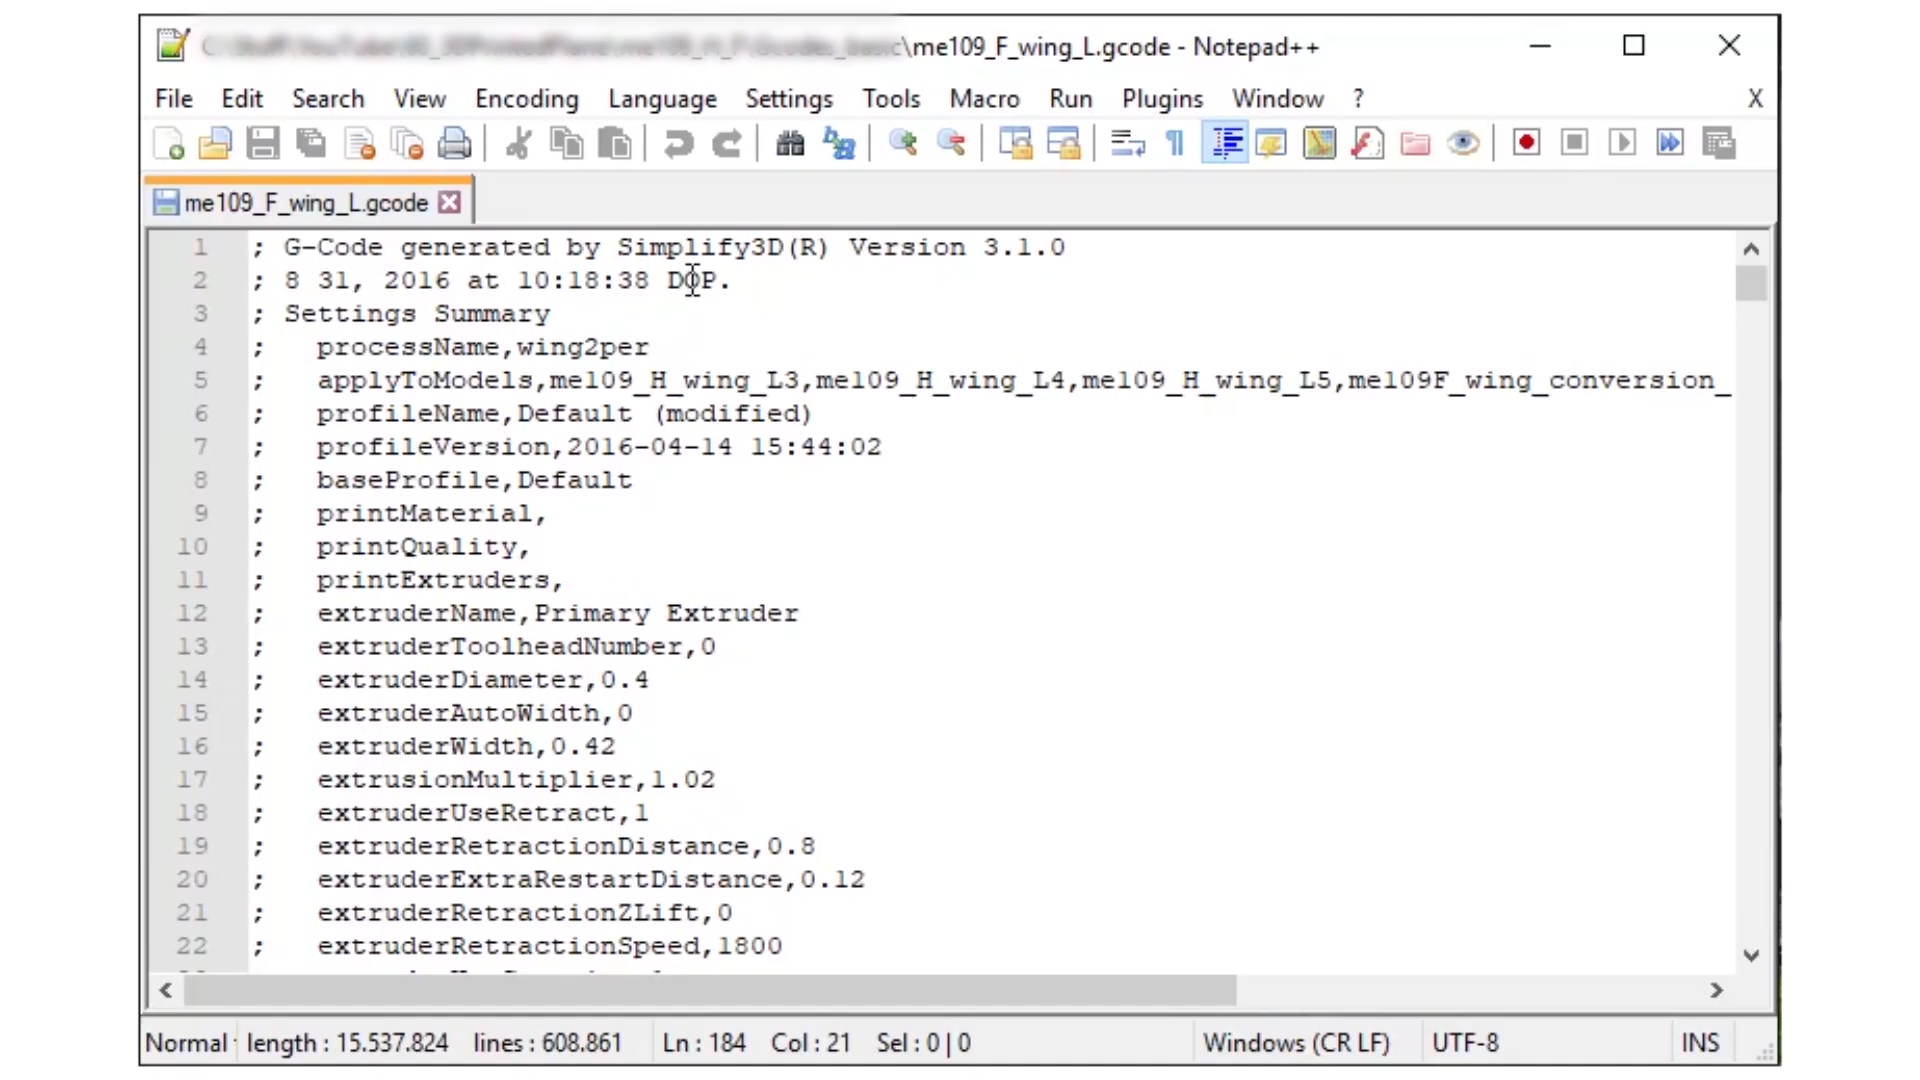 \me109_F_wing_L.gcode - Notepad++
File Edit Search View Encoding Language Settings Tools Macro Run Plugins Window ? X
me109_F_wing_L.gcode
1 ; G-Code generated by Simplify3D(R) Version 3.1.0
2 ; 8 31, 2016 at 10:18:38 DOP.
3 ; Settings Summary
4 ; processName,wing2per
5 ; applyToModels,me109_H_wing_L3,me109_H_wing_L4,me109_H_wing_L5,me109F_wing_conversion_
6 ; profileName,Default (modified)
7 ; profileVersion,2016-04-14 15:44:02
8 ; baseProfile,Default
9 ; printMaterial,
10 ; printQuality,
11 ; printExtruders,
12 ; extruderName,Primary Extruder
13 ; extruderToolheadNumber,0
14 ; extruderDiameter,0.4
15 ; extruderAutoWidth,0
16 ; extruderWidth,0.42
17 ; extrusionMultiplier,1.02
18 ; extruderUseRetract,1
19 ; extruderRetractionDistance,0.8
20 ; extruderExtraRestartDistance,0.12
21 ; extruderRetractionZLift,0
22 ; extruderRetractionSpeed,1800
Normal length : 15.537.824 lines : 608.861 Ln : 184 Col : 21 Sel : 0 | 0 Windows (CR LF) UTF-8 INS